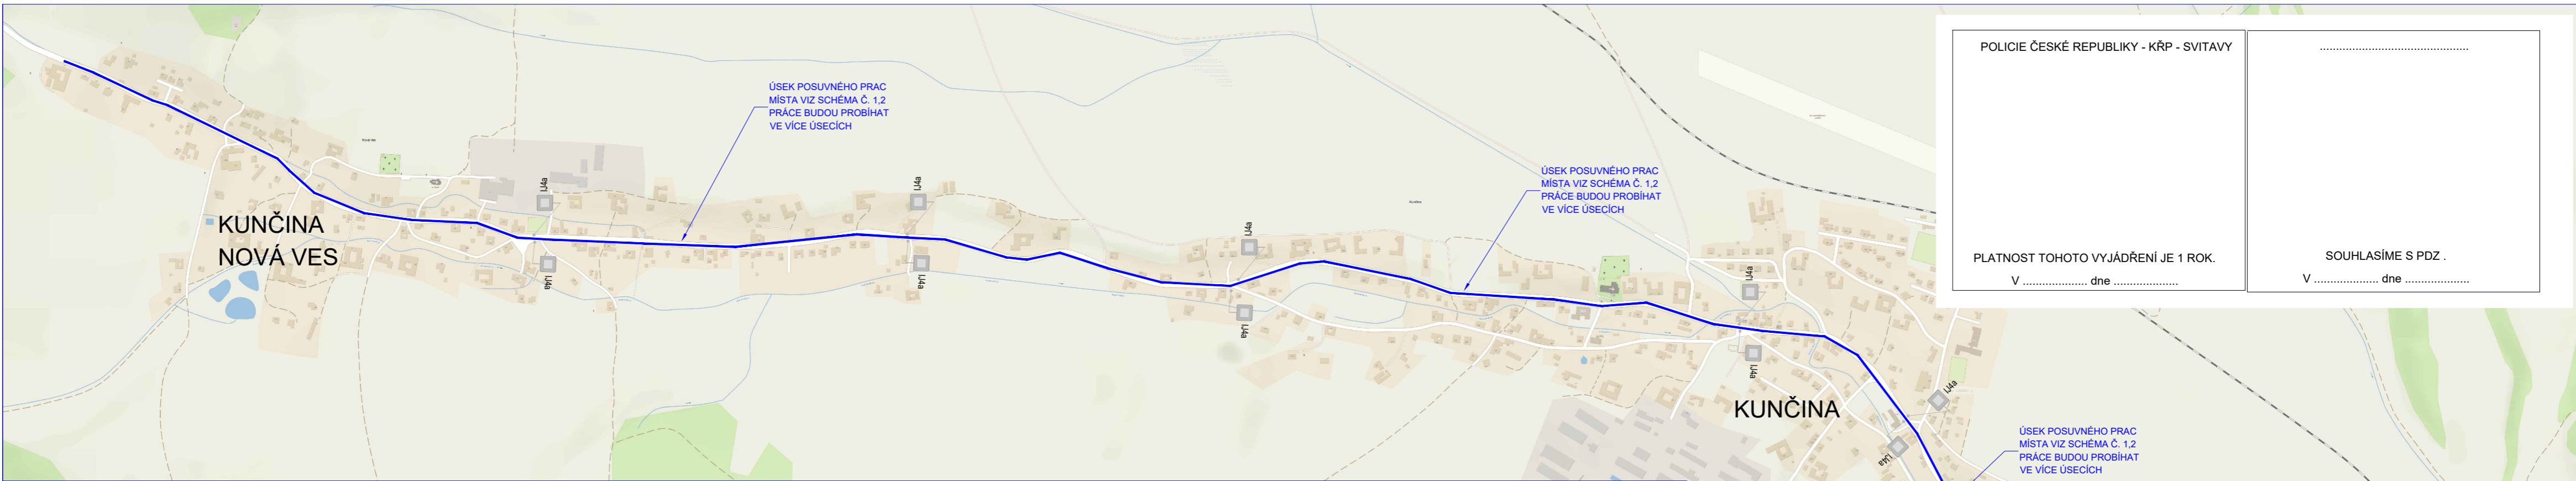 POLICIE ČESKÉ REPUBLIKY - KŘP - SVITAVY
PLATNOST TOHOTO VYJÁDŘENÍ JE 1 ROK.
V .................... dne ....................
..............................................
SOUHLASÍME S PDZ .
V .................... dne ....................
ÚSEK POSUVNÉHO PRAC
MÍSTA VIZ SCHÉMA Č. 1,2
PRÁCE BUDOU PROBÍHAT
VE VÍCE ÚSECÍCH
ÚSEK POSUVNÉHO PRAC
MÍSTA VIZ SCHÉMA Č. 1,2
PRÁCE BUDOU PROBÍHAT
VE VÍCE ÚSECÍCH
IJ4a
IJ4a
IJ4a
IJ4a
KUNČINA
NOVÁ VES
IJ4a
IJ4a
IJ4a
IJ4a
IJ4a
IJ4a
KUNČINA
ÚSEK POSUVNÉHO PRAC
MÍSTA VIZ SCHÉMA Č. 1,2
PRÁCE BUDOU PROBÍHAT
VE VÍCE ÚSECÍCH